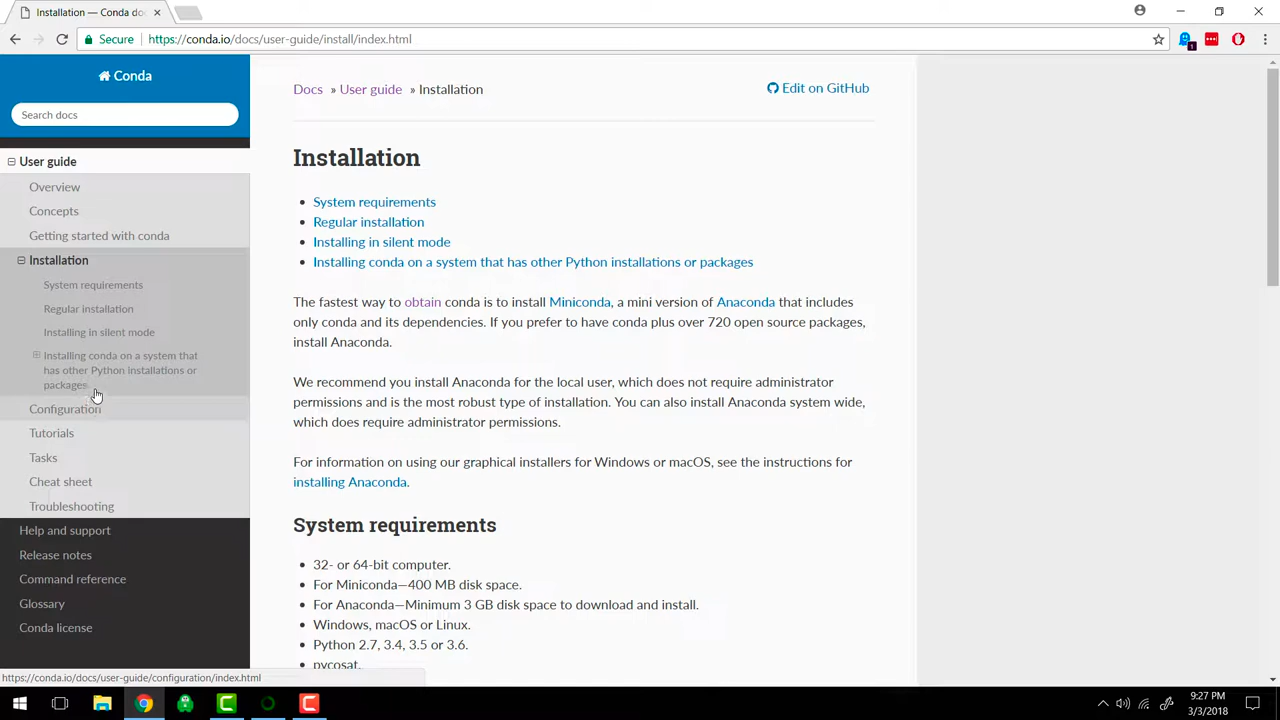 Installation — Conda do
Secure
https://conda.io/docs/user-guide/install/index.html
1
Conda
Search docs
User guide
Overview
Concepts
Getting started with conda
Installation
System requirements
Regular installation
Installing in silent mode
Installing conda on a system that
has other Python installations or
packages
Configuration
Tutorials
Tasks
Cheat sheet
Troubleshooting
Help and support
Release notes
Command reference
Glossary
Conda license
Docs » User guide » Installation
Edit on GitHub
Installation
• System requirements
• Regular installation
• Installing in silent mode
• Installing conda on a system that has other Python installations or packages
The fastest way to obtain conda is to install Miniconda, a mini version of Anaconda that includes
only conda and its dependencies. If you prefer to have conda plus over 720 open source packages,
install Anaconda.
We recommend you install Anaconda for the local user, which does not require administrator
permissions and is the most robust type of installation. You can also install Anaconda system wide,
which does require administrator permissions.
For information on using our graphical installers for Windows or macOS, see the instructions for
installing Anaconda.
System requirements
• 32- or 64-bit computer.
• For Miniconda—400 MB disk space.
• For Anaconda—Minimum 3 GB disk space to download and install.
• Windows, macOS or Linux.
• Python 2.7, 3.4, 3.5 or 3.6.
• pycosat.
https://conda.io/docs/user-guide/configuration/index.html
9:27 PM
3/3/2018